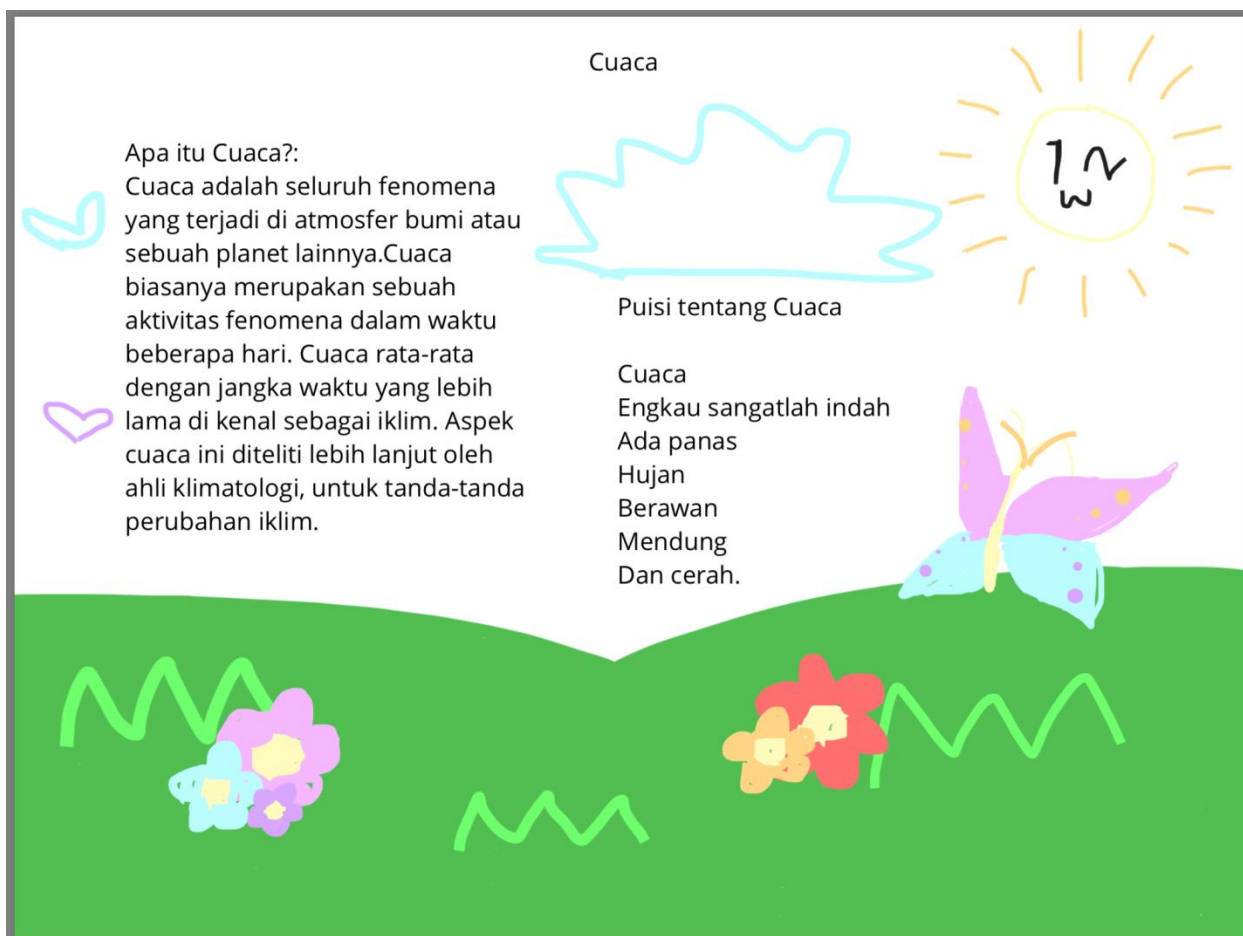 Cuaca
Apa itu Cuaca?:
Cuaca adalah seluruh fenomena
yang terjadi di atmosfer bumi atau
sebuah planet lainnya.Cuaca
biasanya merupakan sebuah
aktivitas fenomena dalam waktu
beberapa hari. Cuaca rata-rata
dengan jangka waktu yang lebih
lama di kenal sebagai iklim. Aspek
cuaca ini diteliti lebih lanjut oleh
ahli klimatologi, untuk tanda-tanda
perubahan iklim.
Puisi tentang Cuaca
Cuaca
Engkau sangatlah indah
Ada panas
Hujan
Berawan
Mendung
Dan cerah.